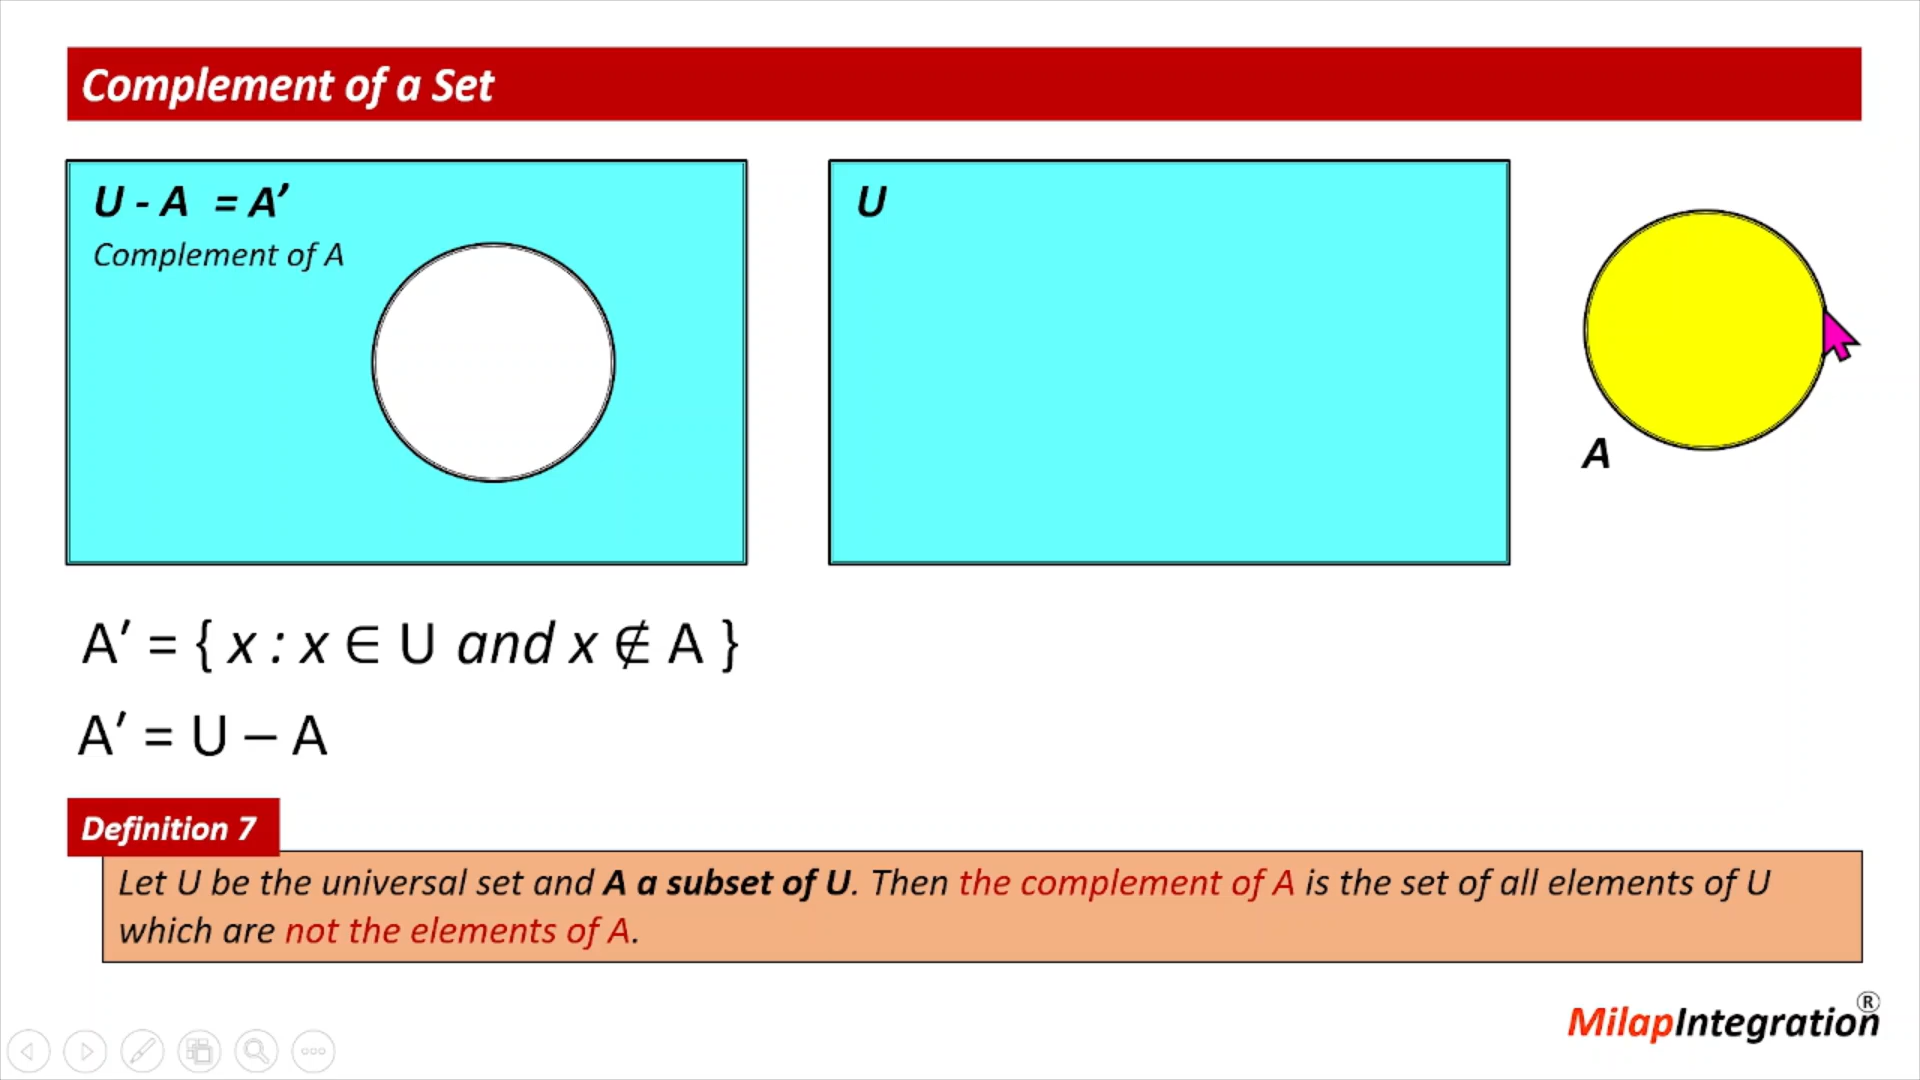 Complement of a Set
U - A = A′
Complement of A
U
A
A′ = { x : x ∈ U and x ∉ A }
A′ = U – A
Definition 7
Let U be the universal set and A a subset of U. Then the complement of A is the set of all elements of U
which are not the elements of A.
MilapIntegration®